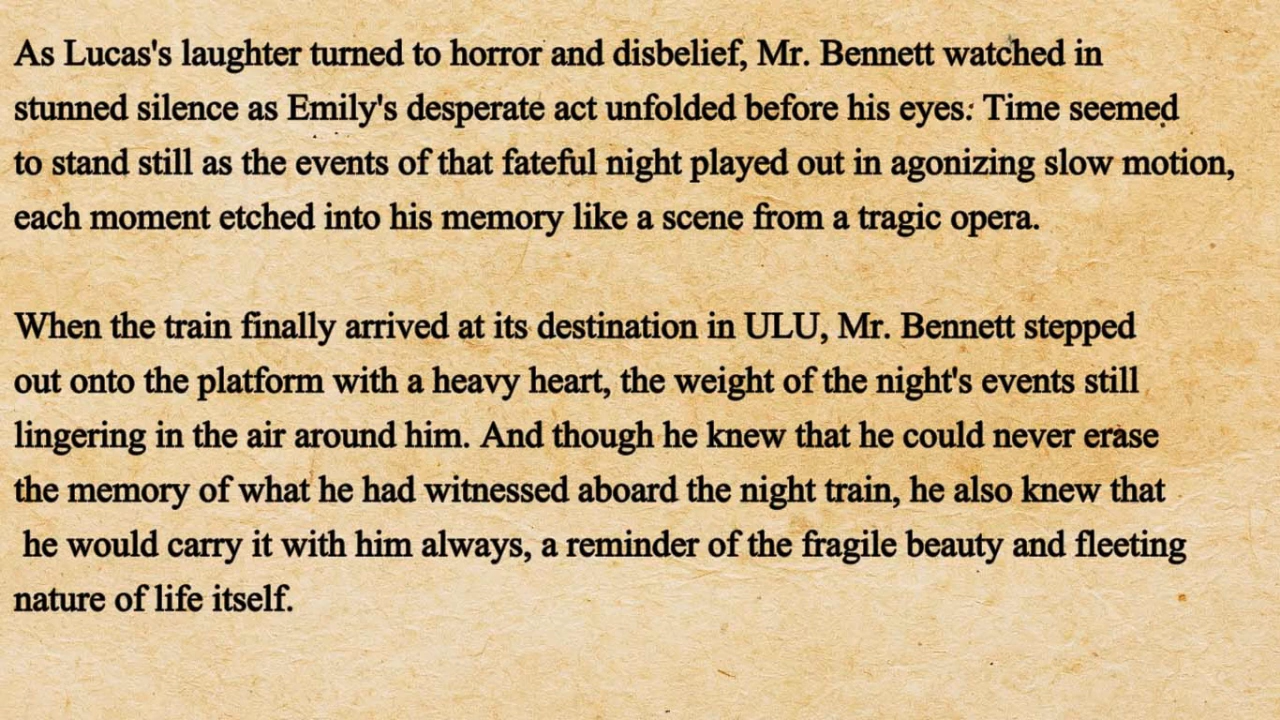 As Lucas's laughter turned to horror and disbelief, Mr. Bennett watched in
stunned silence as Emily's desperate act unfolded before his eyes. Time seemed
to stand still as the events of that fateful night played out in agonizing slow motion,
each moment etched into his memory like a scene from a tragic opera.
When the train finally arrived at its destination in ULU, Mr. Bennett stepped
out onto the platform with a heavy heart, the weight of the night's events still
lingering in the air around him. And though he knew that he could never erase
the memory of what he had witnessed aboard the night train, he also knew that
he would carry it with him always, a reminder of the fragile beauty and fleeting
nature of life itself.